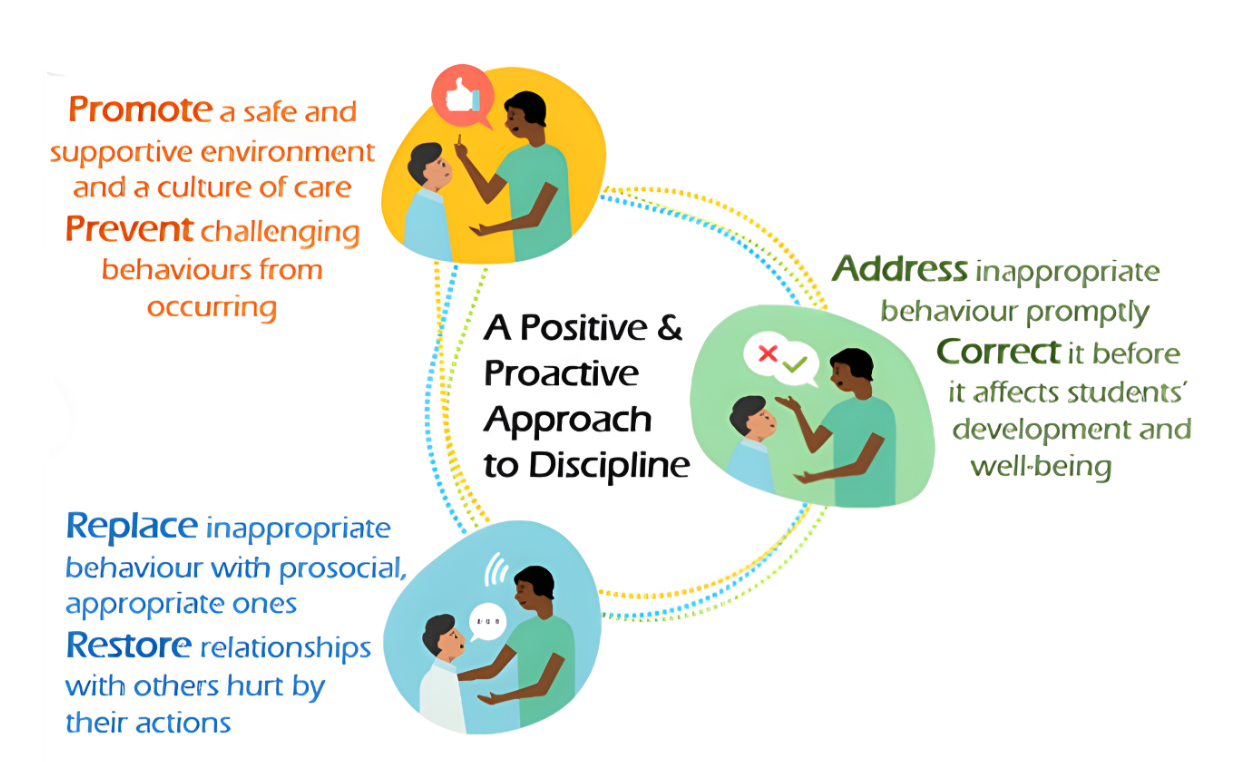 Promote a safe and
supportive environment
and a culture of care
Prevent challenging
behaviours from
occurring
A Positive &
Proactive
Approach
to Discipline
Address inappropriate
behaviour promptly
Correct it before
it affects students’
development and
well-being
Replace inappropriate
behaviour with prosocial,
appropriate ones
Restore relationships
with others hurt by
their actions